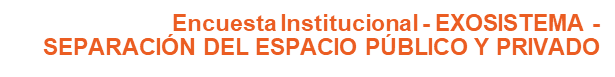 Encuesta Institucional - EXOSISTEMA -
SEPARACIÓN DEL ESPACIO PÚBLICO Y PRIVADO